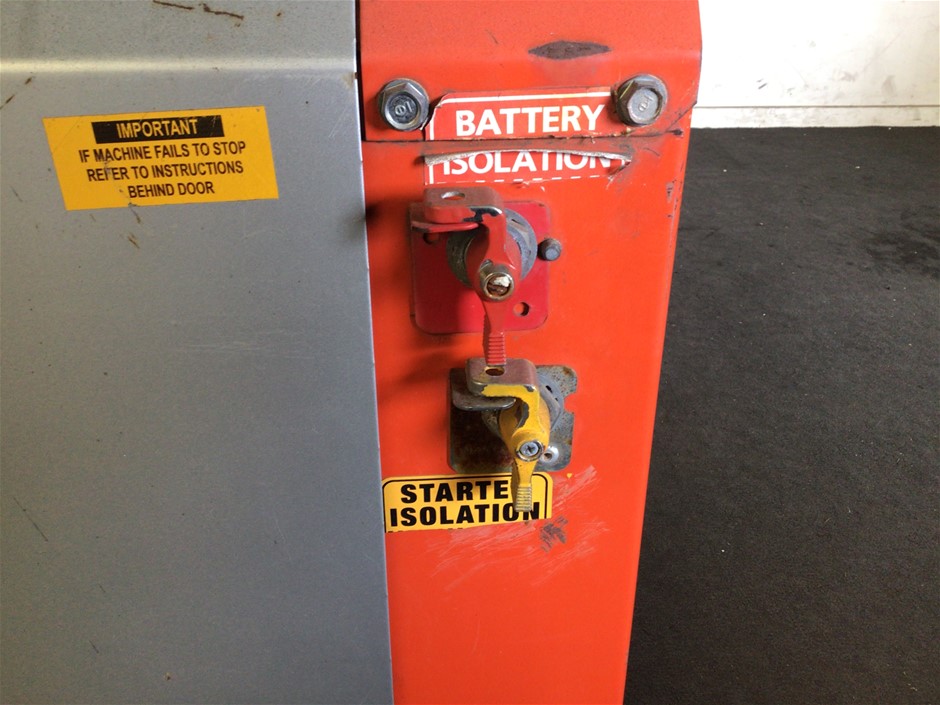 IMPORTANT
IF MACHINE FAILS TO STOP
REFER TO INSTRUCTIONS
BEHIND DOOR
BATTERY
ISOLATION
STARTE
ISOLATION